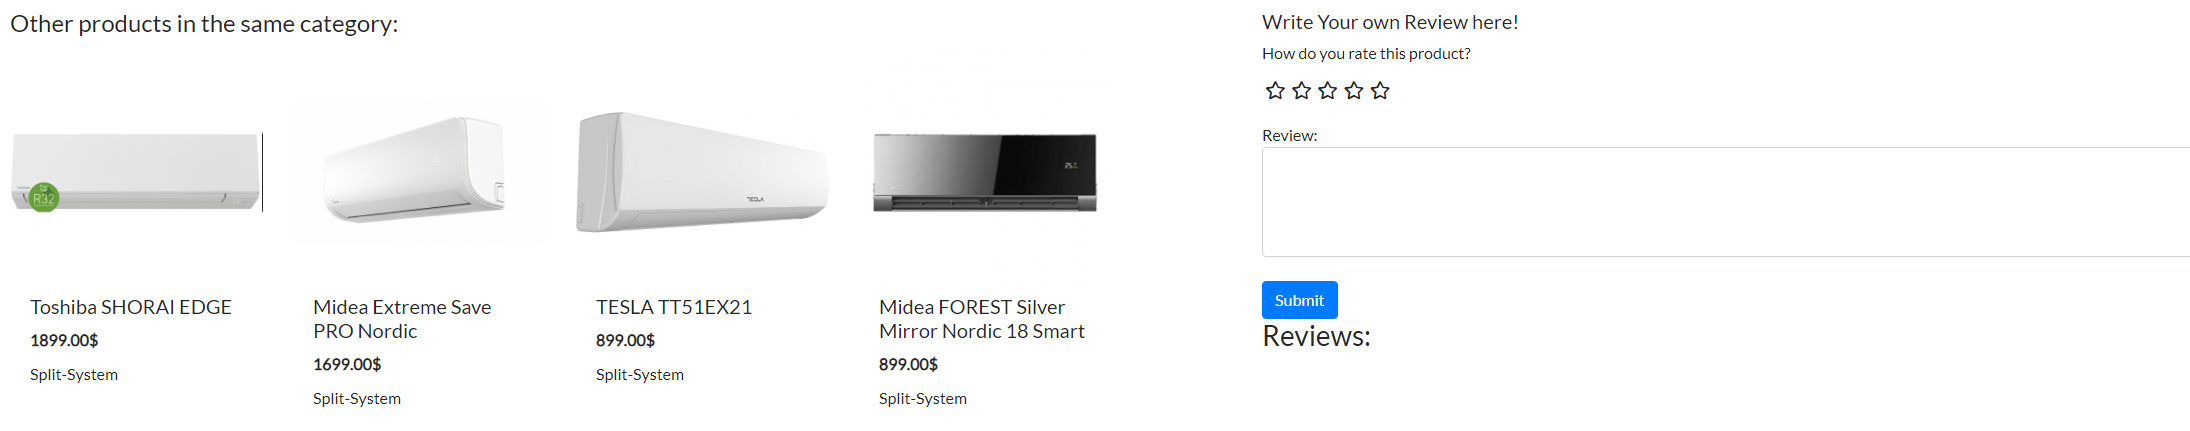 Other products in the same category:
R32
TESLA
25
Toshiba SHORAI EDGE
1899.00$
Split-System
Midea Extreme Save
PRO Nordic
1699.00$
Split-System
TESLA TT51EX21
899.00$
Split-System
Midea FOREST Silver
Mirror Nordic 18 Smart
899.00$
Split-System
Write Your own Review here!
How do you rate this product?
Review:
Submit
Reviews: